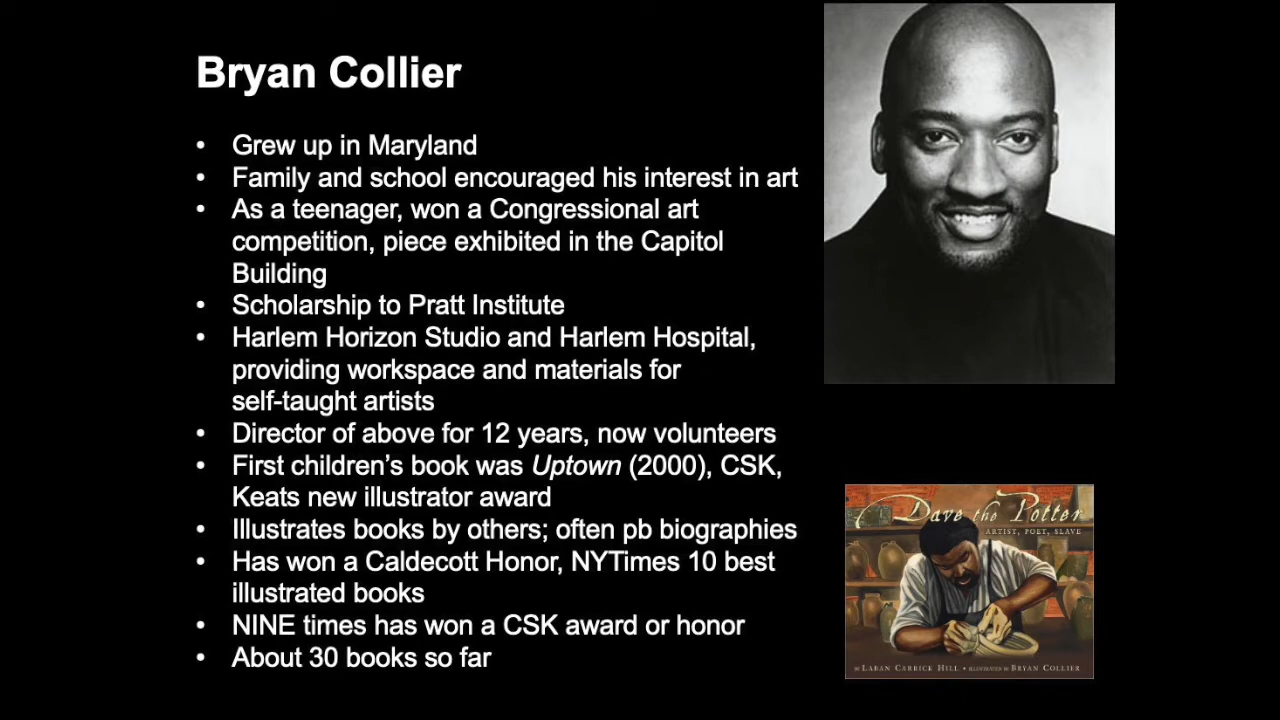 Bryan Collier
• Grew up in Maryland
• Family and school encouraged his interest in art
• As a teenager, won a Congressional art
competition, piece exhibited in the Capitol
Building
• Scholarship to Pratt Institute
• Harlem Horizon Studio and Harlem Hospital,
providing workspace and materials for
self-taught artists
• Director of above for 12 years, now volunteers
• First children's book was Uptown (2000), CSK,
Keats new illustrator award
• Illustrates books by others; often pb biographies
• Has won a Caldecott Honor, NYTimes 10 best
illustrated books
• NINE times has won a CSK award or honor
• About 30 books so far
Dave the Potter
ARTIST, POET, SLAVE
BY LABAN CARRICK HILL • ILLUSTRATED BY BRYAN COLLIER